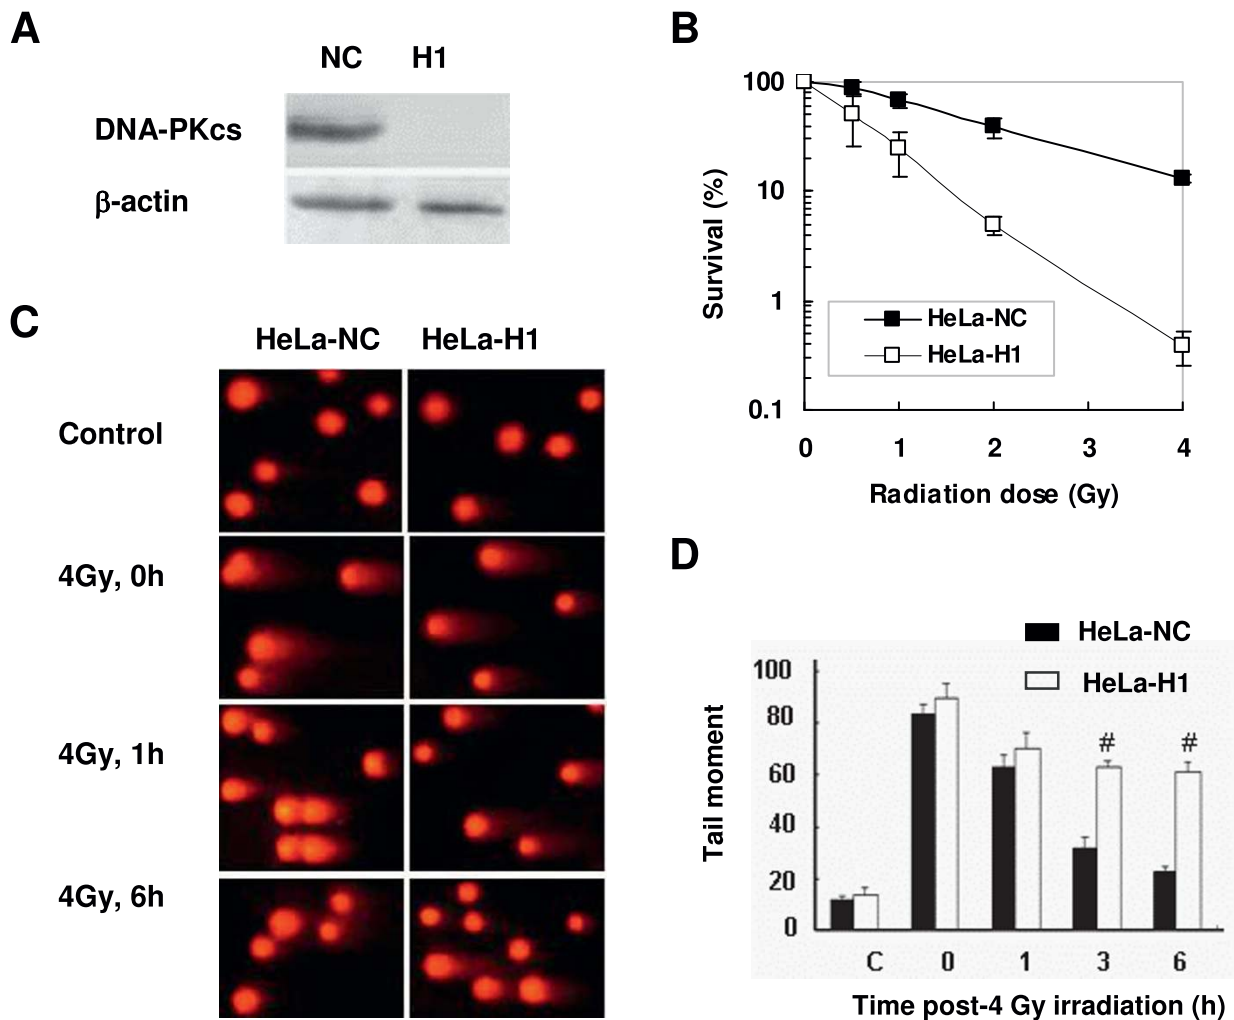 A
NC H1
DNA-PKcs
β-actin
B
100
10
1
0.1
Survival (%)
HeLa-NC
HeLa-H1
0 1 2 3 4
Radiation dose (Gy)
C
HeLa-NC HeLa-H1
Control
4Gy, 0h
4Gy, 1h
4Gy, 6h
D
HeLa-NC
HeLa-H1
100
80
60
40
20
0
Tail moment
# #
C 0 1 3 6
Time post-4 Gy irradiation (h)